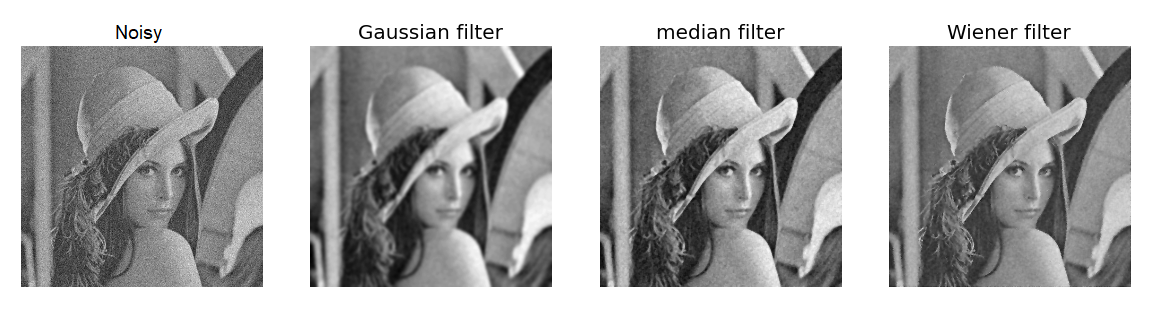 Noisy
Gaussian filter
median filter
Wiener filter